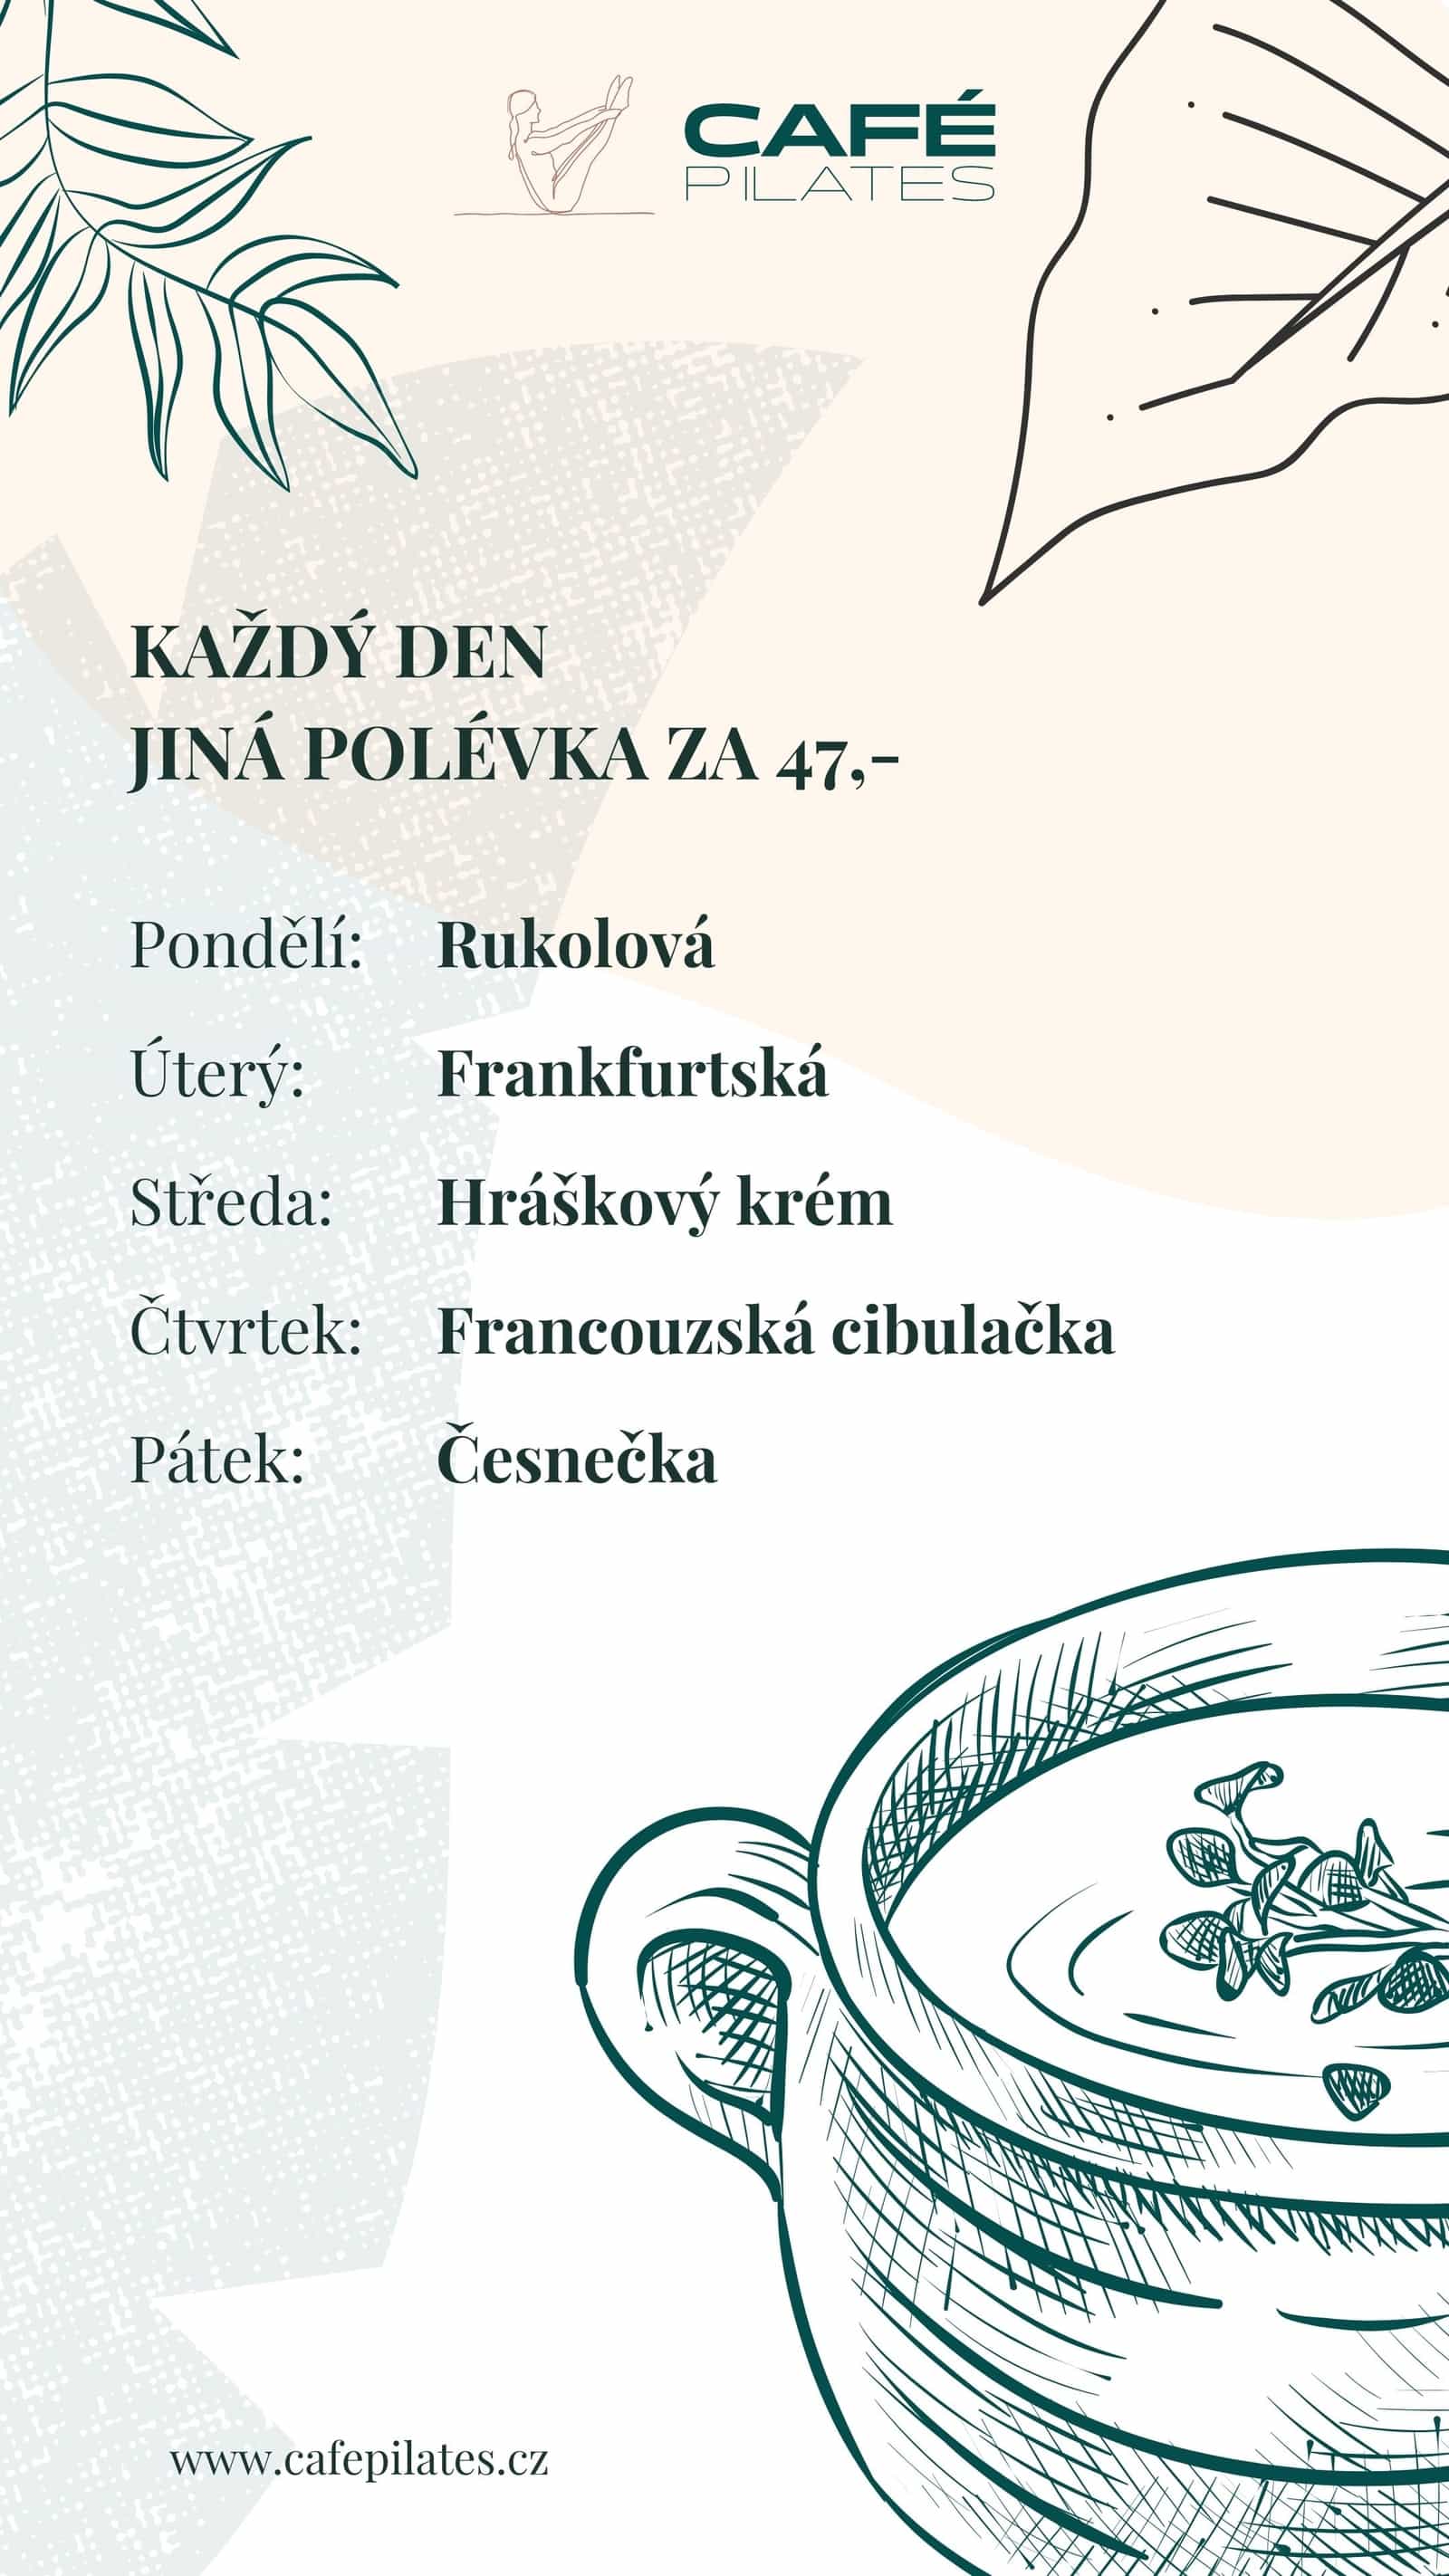 CAFÉ
PILATES
KAŽDÝ DEN
JINÁ POLÉVKA ZA 47,-
Pondělí: Rukolová
Úterý: Frankfurtská
Středa: Hráškový krém
Čtvrtek: Francouzská cibulačka
Pátek: Česnečka
www.cafepilates.cz